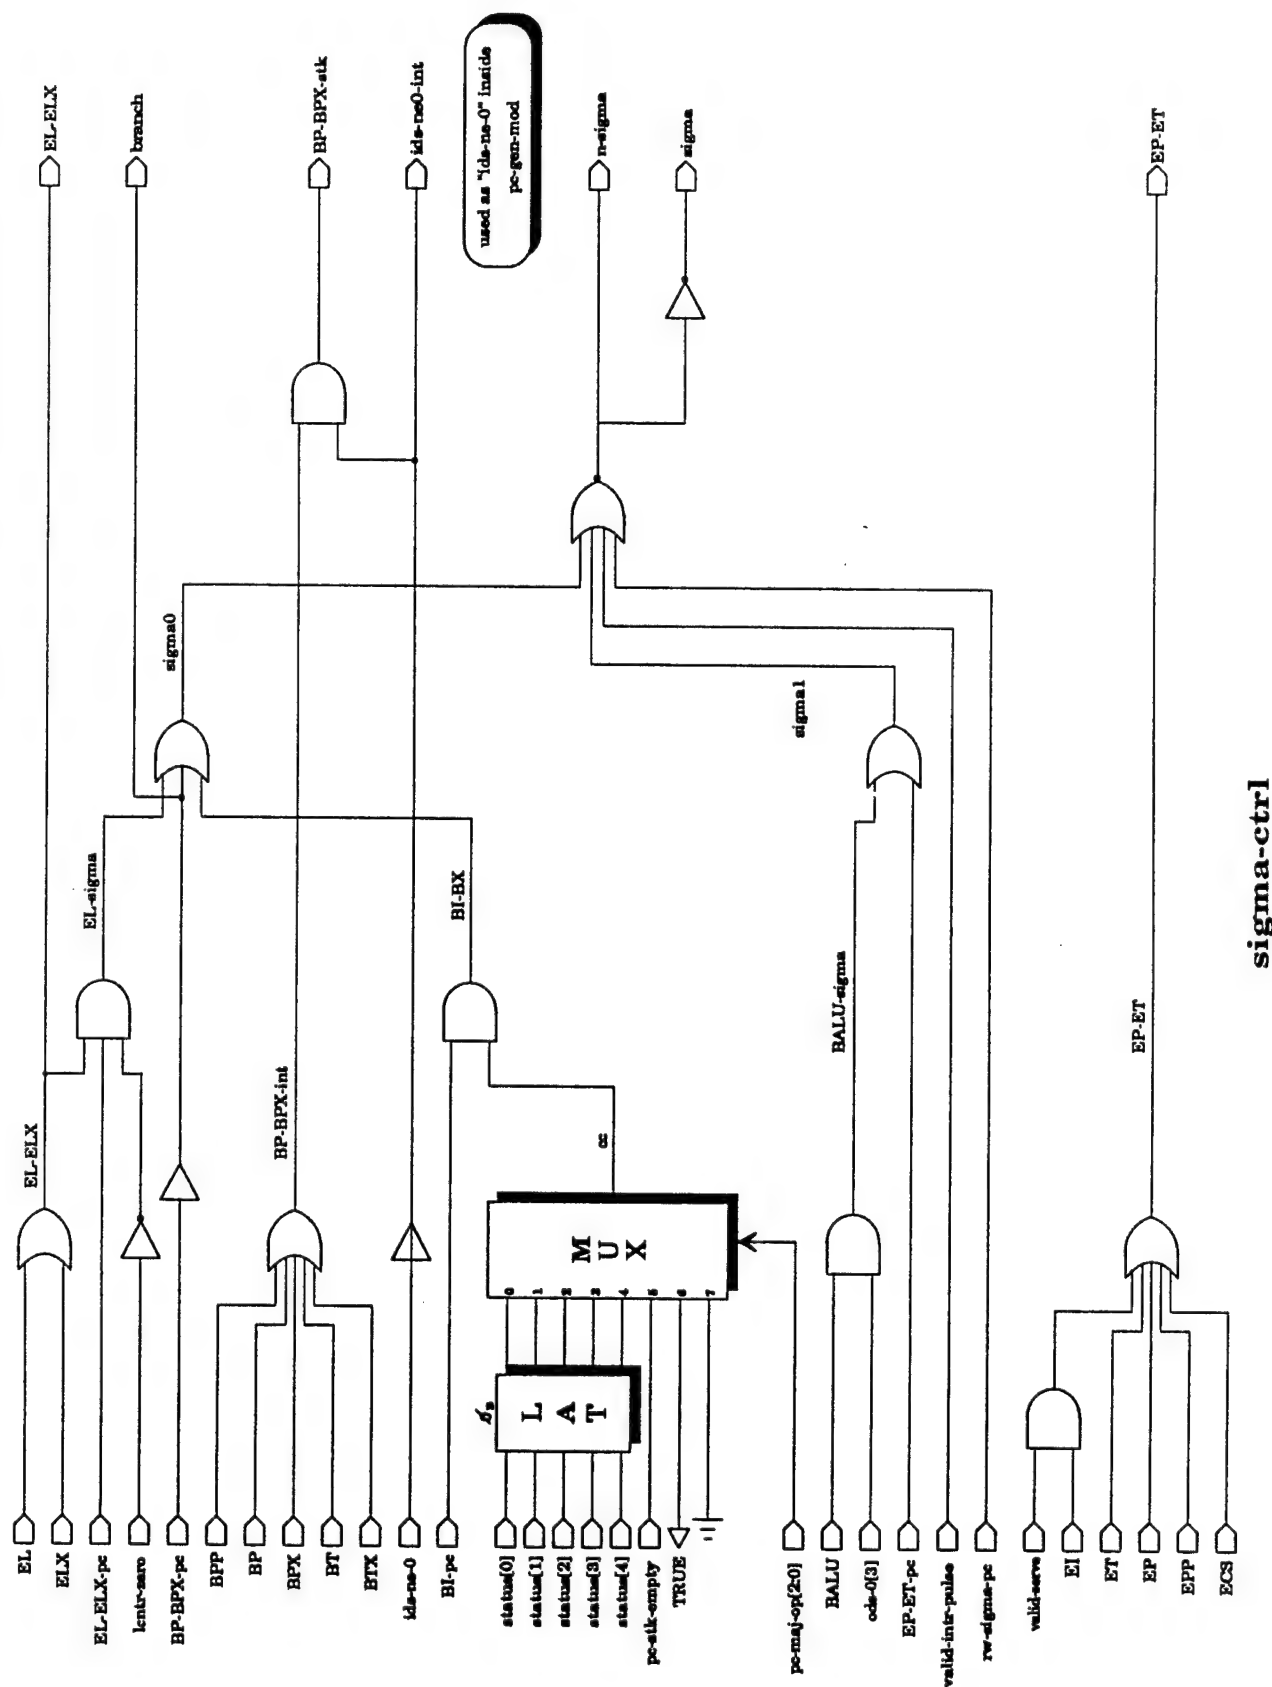 EL-ELX
branch
BP-BPX-stk
ids-ne0-int
used as "ids-ne-0" inside
pc-gen-mod
n-sigma
sigma
EP-ET
sigma0
sigma1
EL-sigma
BI-BX
BALU-sigma
EP-ET
EL-ELX
BP-BPX-int
cc
MUX
0
1
2
3
4
5
6
7
LAT
EL
ELX
EL-ELX-pc
lcntr-zero
BP-BPX-pc
BPP
BP
BPX
BT
BTX
ids-ne-0
BI-pc
status[0]
status[1]
status[2]
status[3]
status[4]
pc-stk-empty
TRUE
pc-maj-op[2:0]
BALU
ods-0[3]
EP-ET-pc
valid-intr-pulse
rw-sigma-pc
valid-serve
EI
ET
EP
EPP
ECS
sigma-ctrl